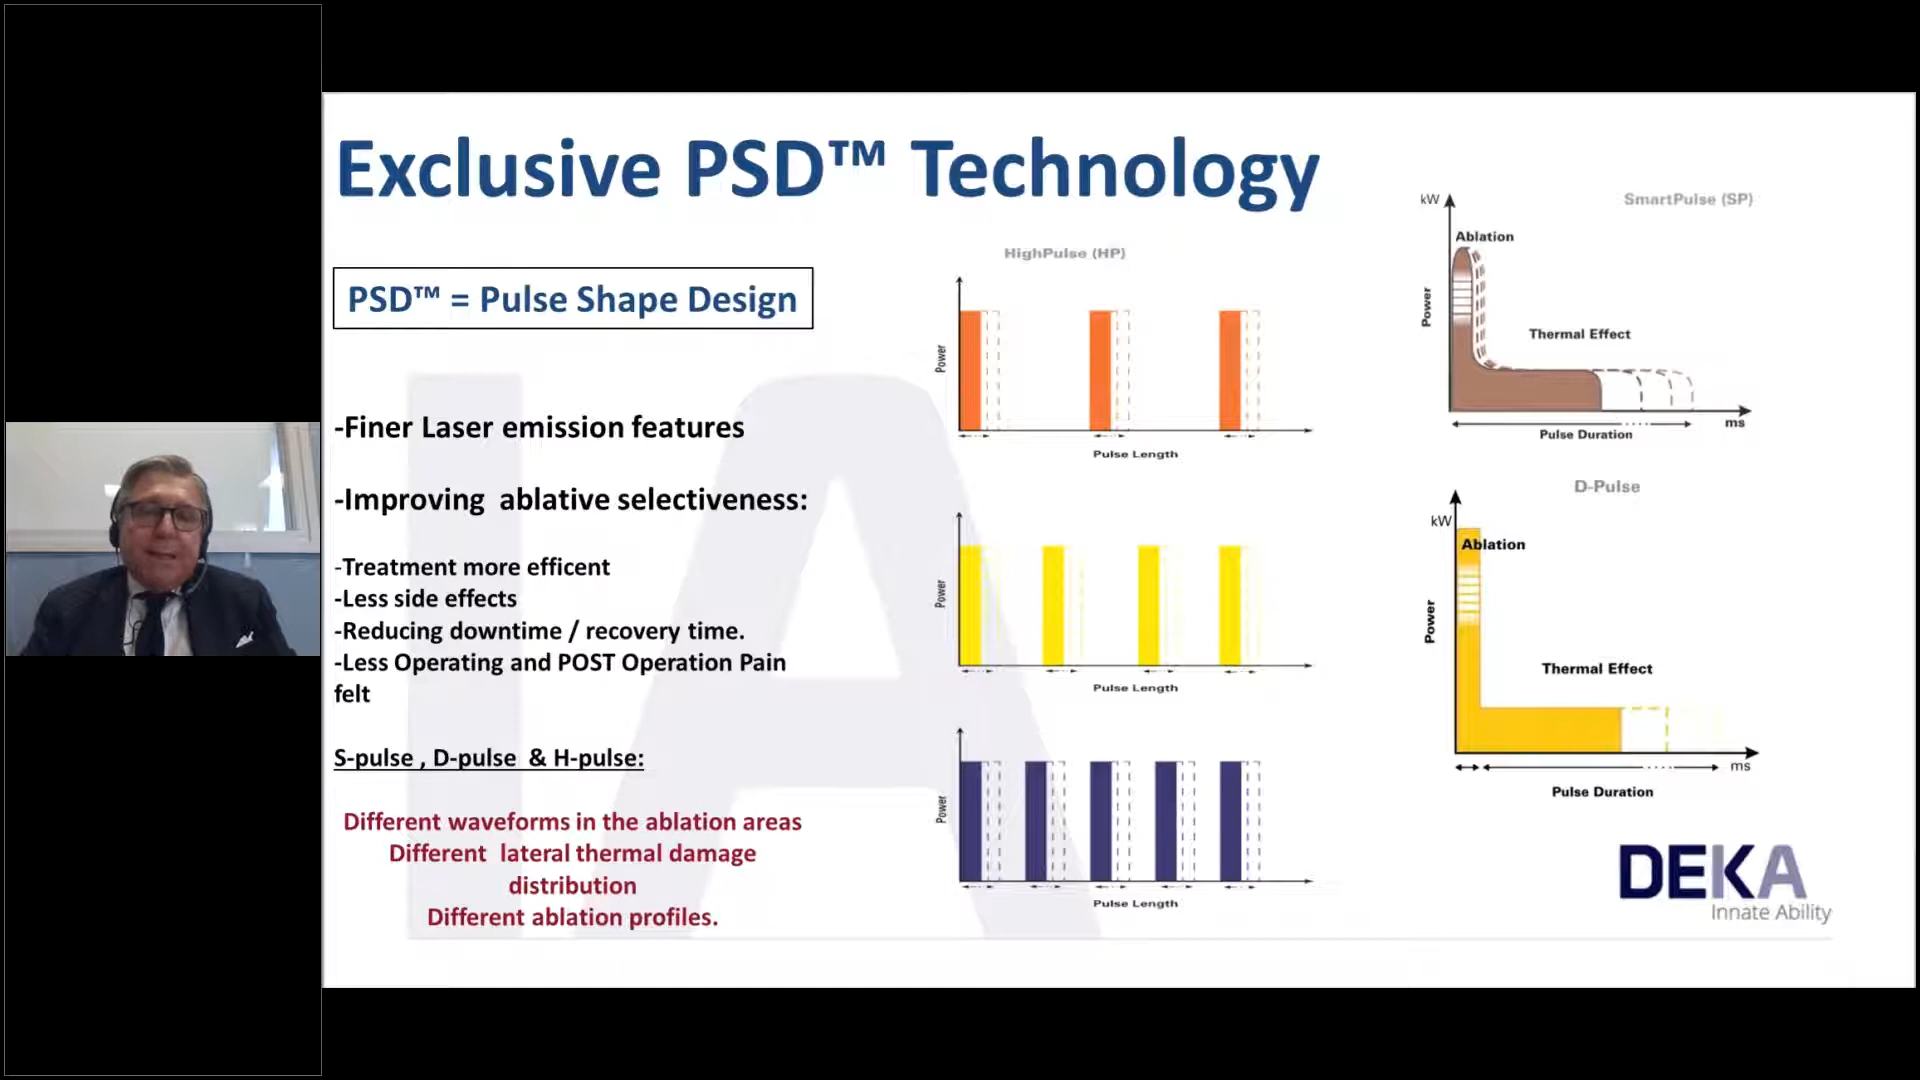 Exclusive PSD™ Technology
PSD™ = Pulse Shape Design
-Finer Laser emission features
-Improving ablative selectiveness:
-Treatment more efficent
-Less side effects
-Reducing downtime / recovery time.
-Less Operating and POST Operation Pain
felt
S-pulse , D-pulse & H-pulse:
Different waveforms in the ablation areas
Different lateral thermal damage
distribution
Different ablation profiles.
HighPulse (HP)
Power
Pulse Length
Power
Pulse Length
Power
Pulse Length
SmartPulse (SP)
kW
Ablation
Power
Thermal Effect
ms
Pulse Duration
D-Pulse
kW
Ablation
Power
Thermal Effect
ms
Pulse Duration
DEKA
Innate Ability